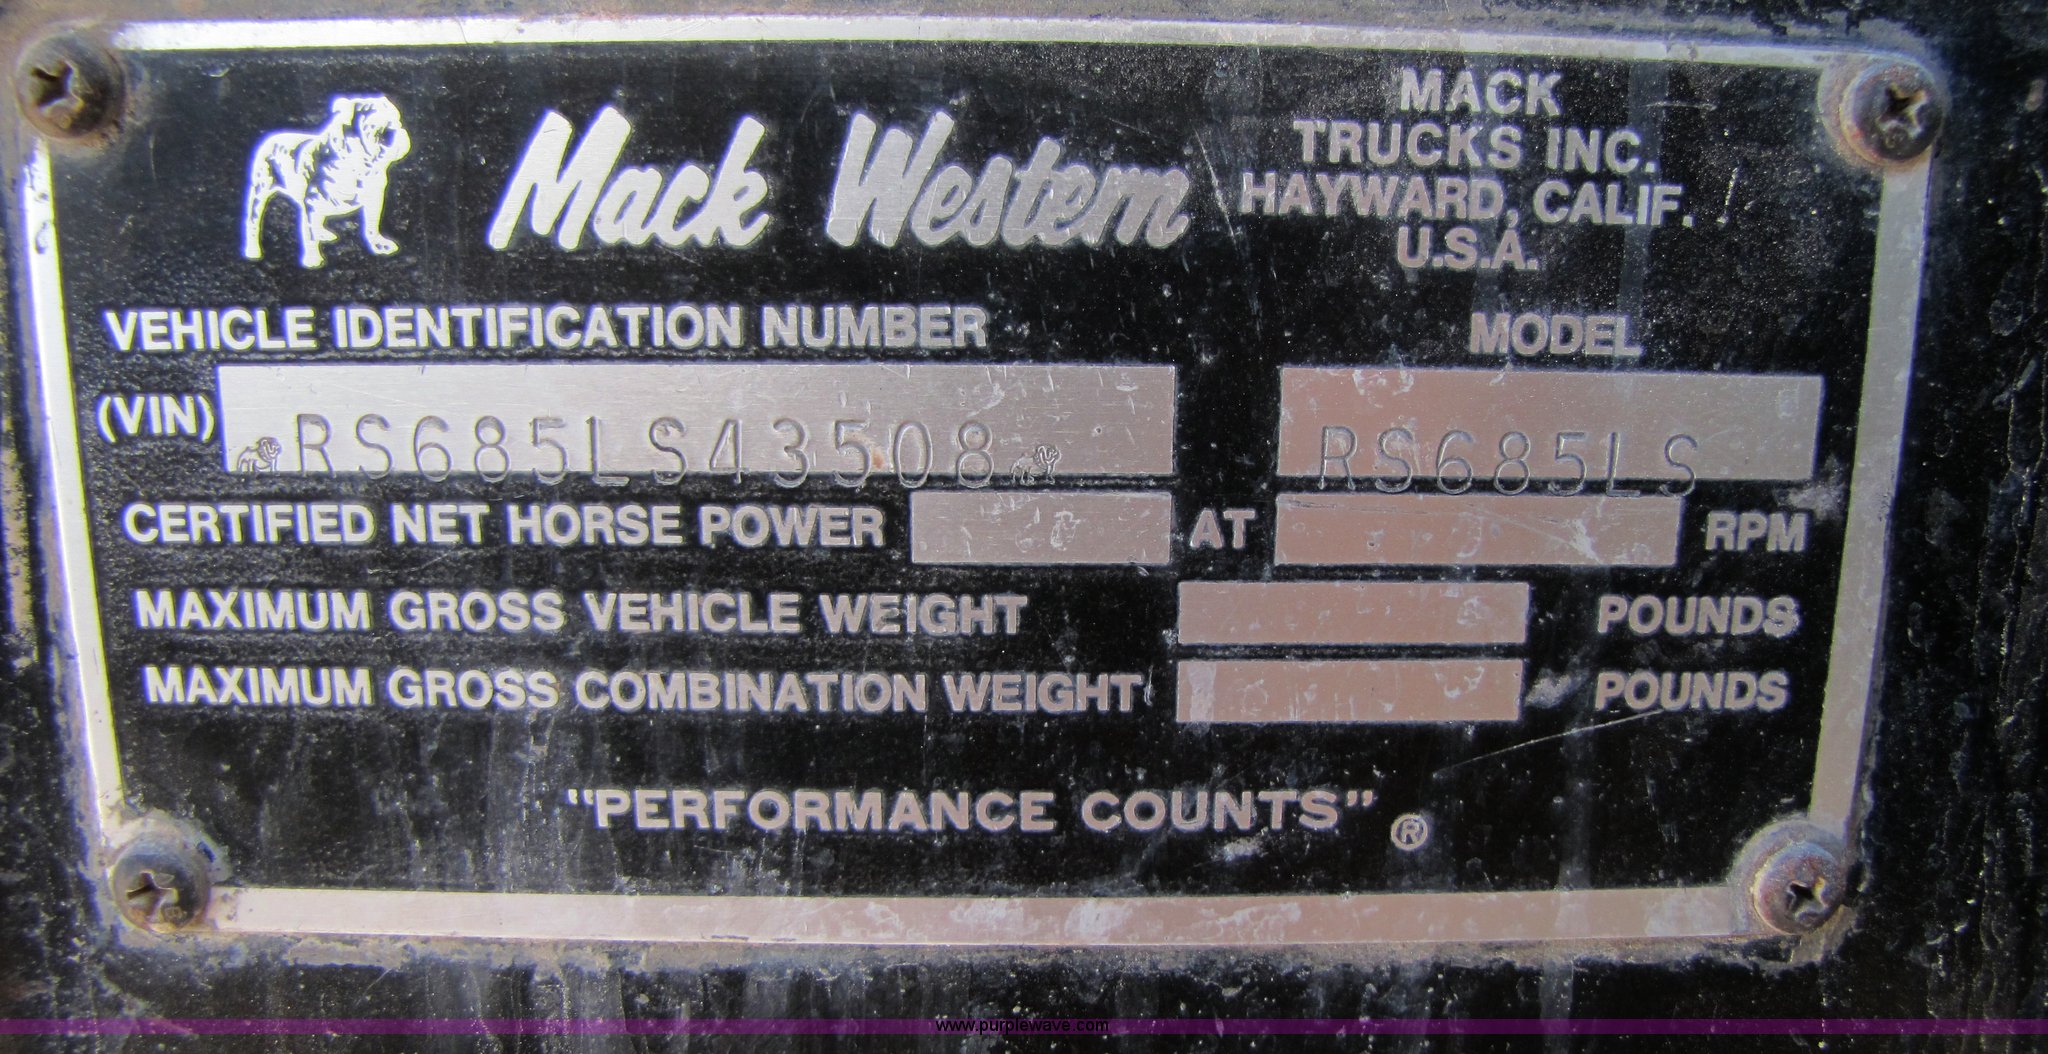 Mack Western
MACK
TRUCKS INC.
HAYWARD, CALIF.
U.S.A.
VEHICLE IDENTIFICATION NUMBER
MODEL
(VIN) RS685LS43508 RS685LS
CERTIFIED NET HORSE POWER AT RPM
MAXIMUM GROSS VEHICLE WEIGHT POUNDS
MAXIMUM GROSS COMBINATION WEIGHT POUNDS
"PERFORMANCE COUNTS" ®
www.purplewave.com